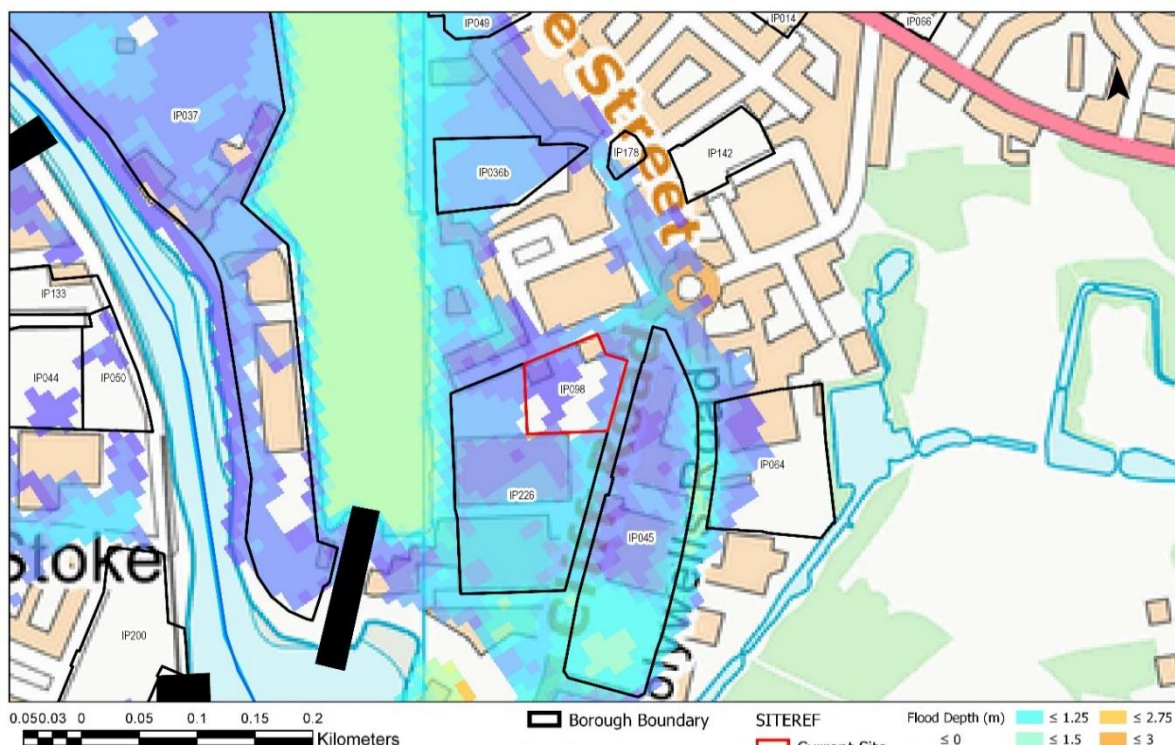 IP049
IP014
IP066
e Street
IP037
IP178
IP142
IP036b
IP133
IP098
IP044
IP050
IP064
IP226
IP045
Stoke
IP200
0.05 0.03 0 0.05 0.1 0.15 0.2
Kilometers
Borough Boundary
SITEREF
Current Site
Flood Depth (m)
≤ 0
≤ 1.25
≤ 1.5
≤ 2.75
≤ 3